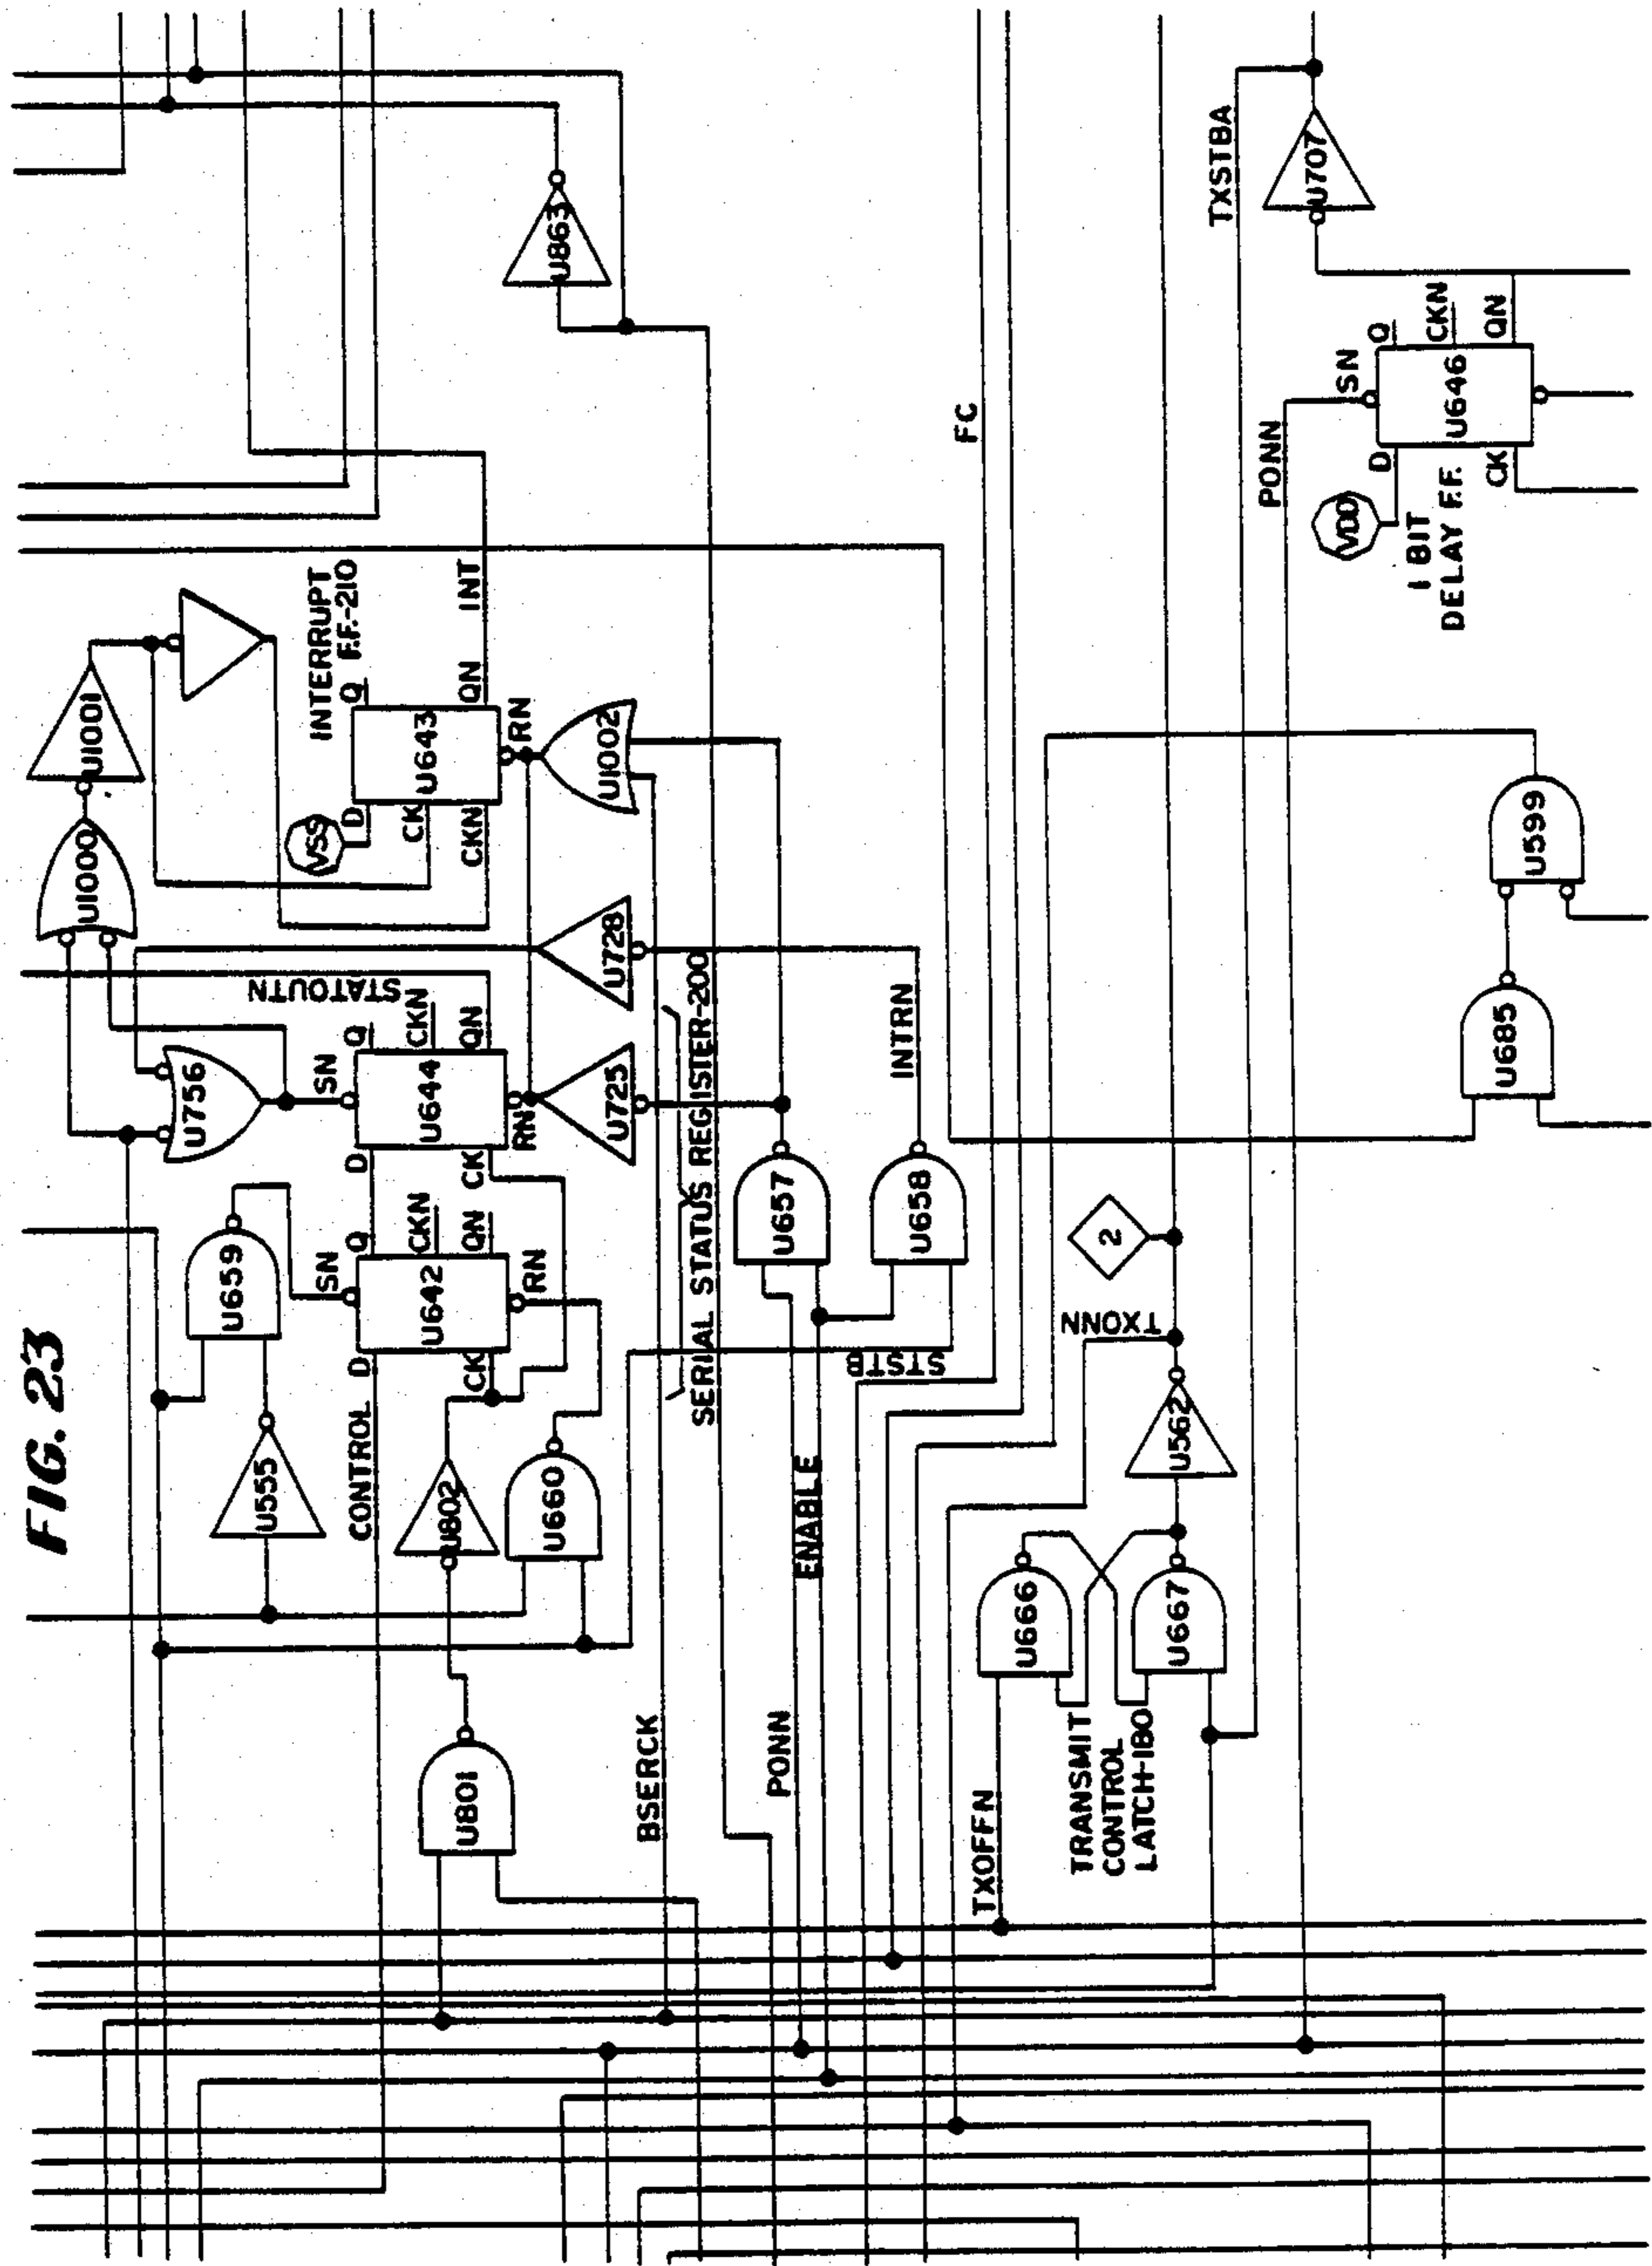 FIG. 23
U1001
U1000
U756
U659
U555
STATOUTN
INTERRUPT
F.F.-210
VSS
D
Q
CK
U643
CKN
QN
RN
INT
U863
SN
Q
D
U644
CKN
CK
QN
RN
SN
Q
D
U642
CKN
CK
QN
RN
CONTROL
U802
U660
U801
U1002
U728
U725
BSERCK
SERIAL STATUS REGISTER-200
PONN
ENABLE
U657
U658
INTRN
STSTB
FC
TXOFFN
U666
U667
TRANSMIT
CONTROL
LATCH-180
U562
TXONN
2
TXSTBA
U707
PONN
SN
Q
D
U646
CKN
CK
QN
VDD
1 BIT
DELAY F.F.
U685
U599